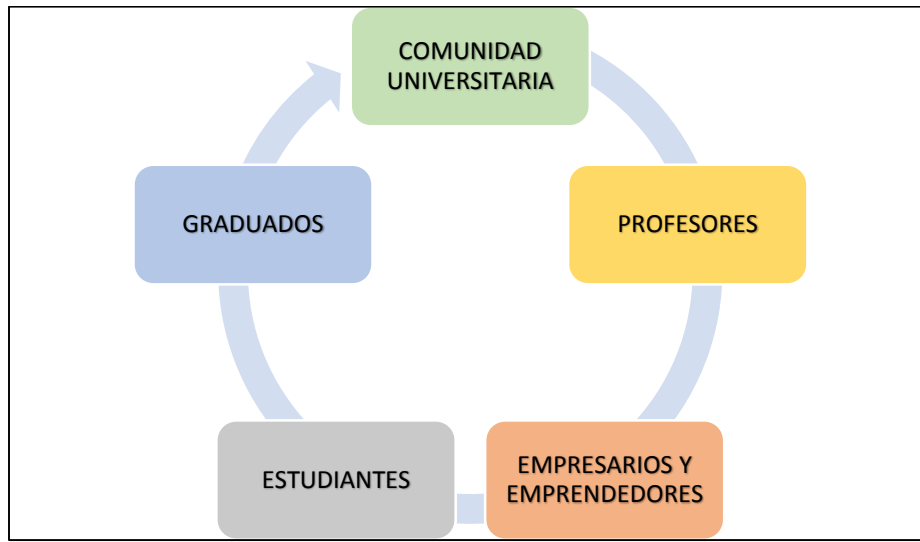 COMUNIDAD
UNIVERSITARIA
PROFESORES
EMPRESARIOS Y
EMPRENDEDORES
ESTUDIANTES
GRADUADOS